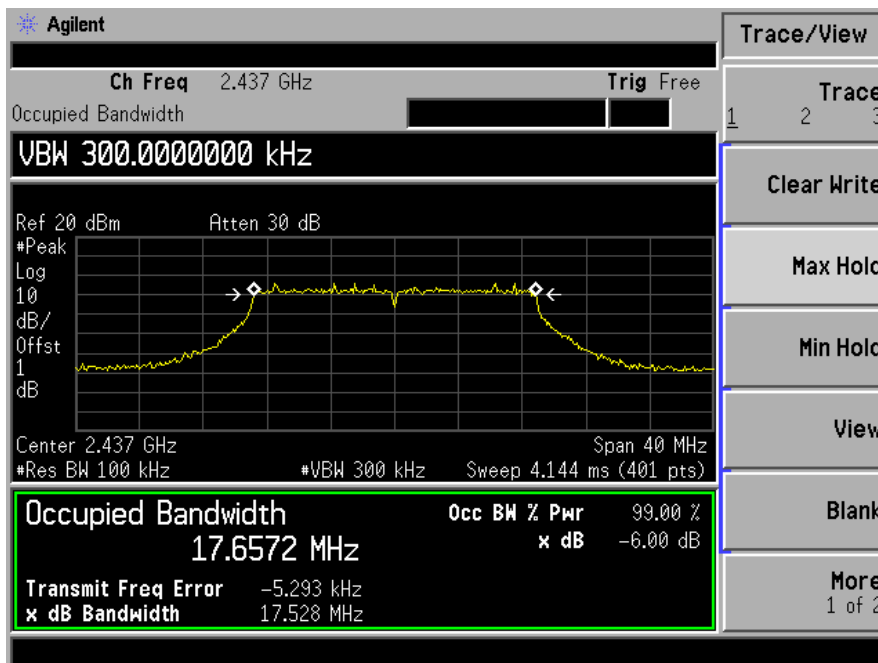 Agilent
Trace/View
Ch Freq 2.437 GHz Trig Free
Occupied Bandwidth
Trace
1 2 3
VBW 300.0000000 kHz
Clear Write
Ref 20 dBm Atten 30 dB
#Peak
Log
10
dB/
Offst
1
dB
Max Hold
Min Hold
View
Center 2.437 GHz Span 40 MHz
#Res BW 100 kHz #VBW 300 kHz Sweep 4.144 ms (401 pts)
Occupied Bandwidth Occ BW % Pwr 99.00 %
17.6572 MHz x dB -6.00 dB
Blank
Transmit Freq Error -5.293 kHz
x dB Bandwidth 17.528 MHz
More
1 of 2